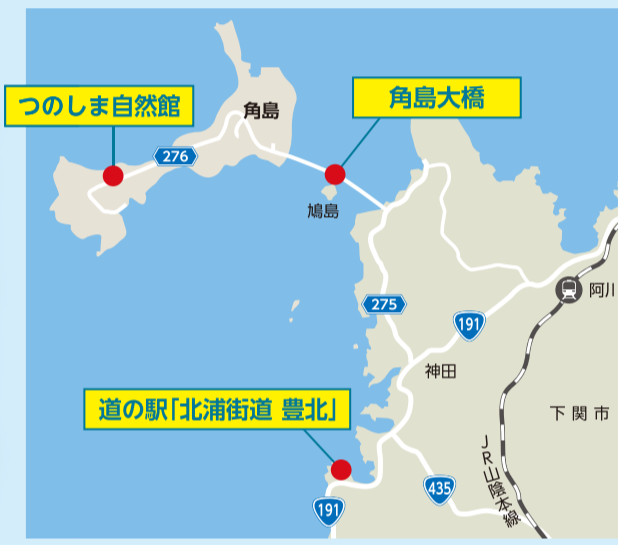 つのしま自然館
角島
角島大橋
276
鳩島
275
191
阿川
神田
道の駅「北浦街道 豊北」
下関市
JR山陰本線
435
191